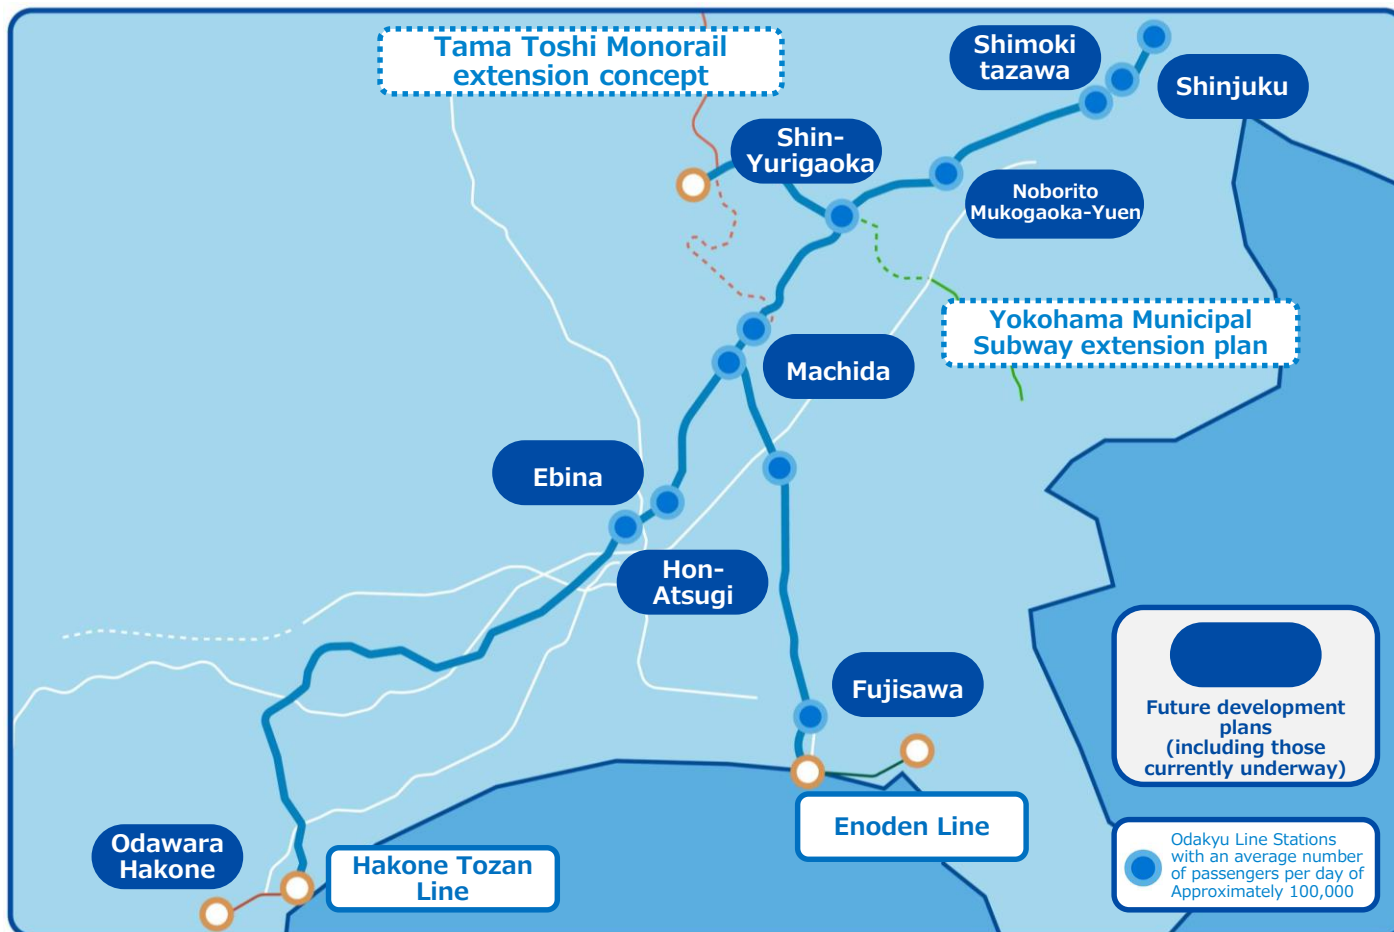 Tama Toshi Monorail
extension concept
Shimoki
tazawa
Shinjuku
Shin-
Yurigaoka
Noborito
Mukogaoka-Yuen
Yokohama Municipal
Subway extension plan
Machida
Ebina
Hon-
Atsugi
Fujisawa
Future development
plans
(including those
currently underway)
Enoden Line
Odawara
Hakone
Hakone Tozan
Line
Odakyu Line Stations
with an average number
of passengers per day of
Approximately 100,000